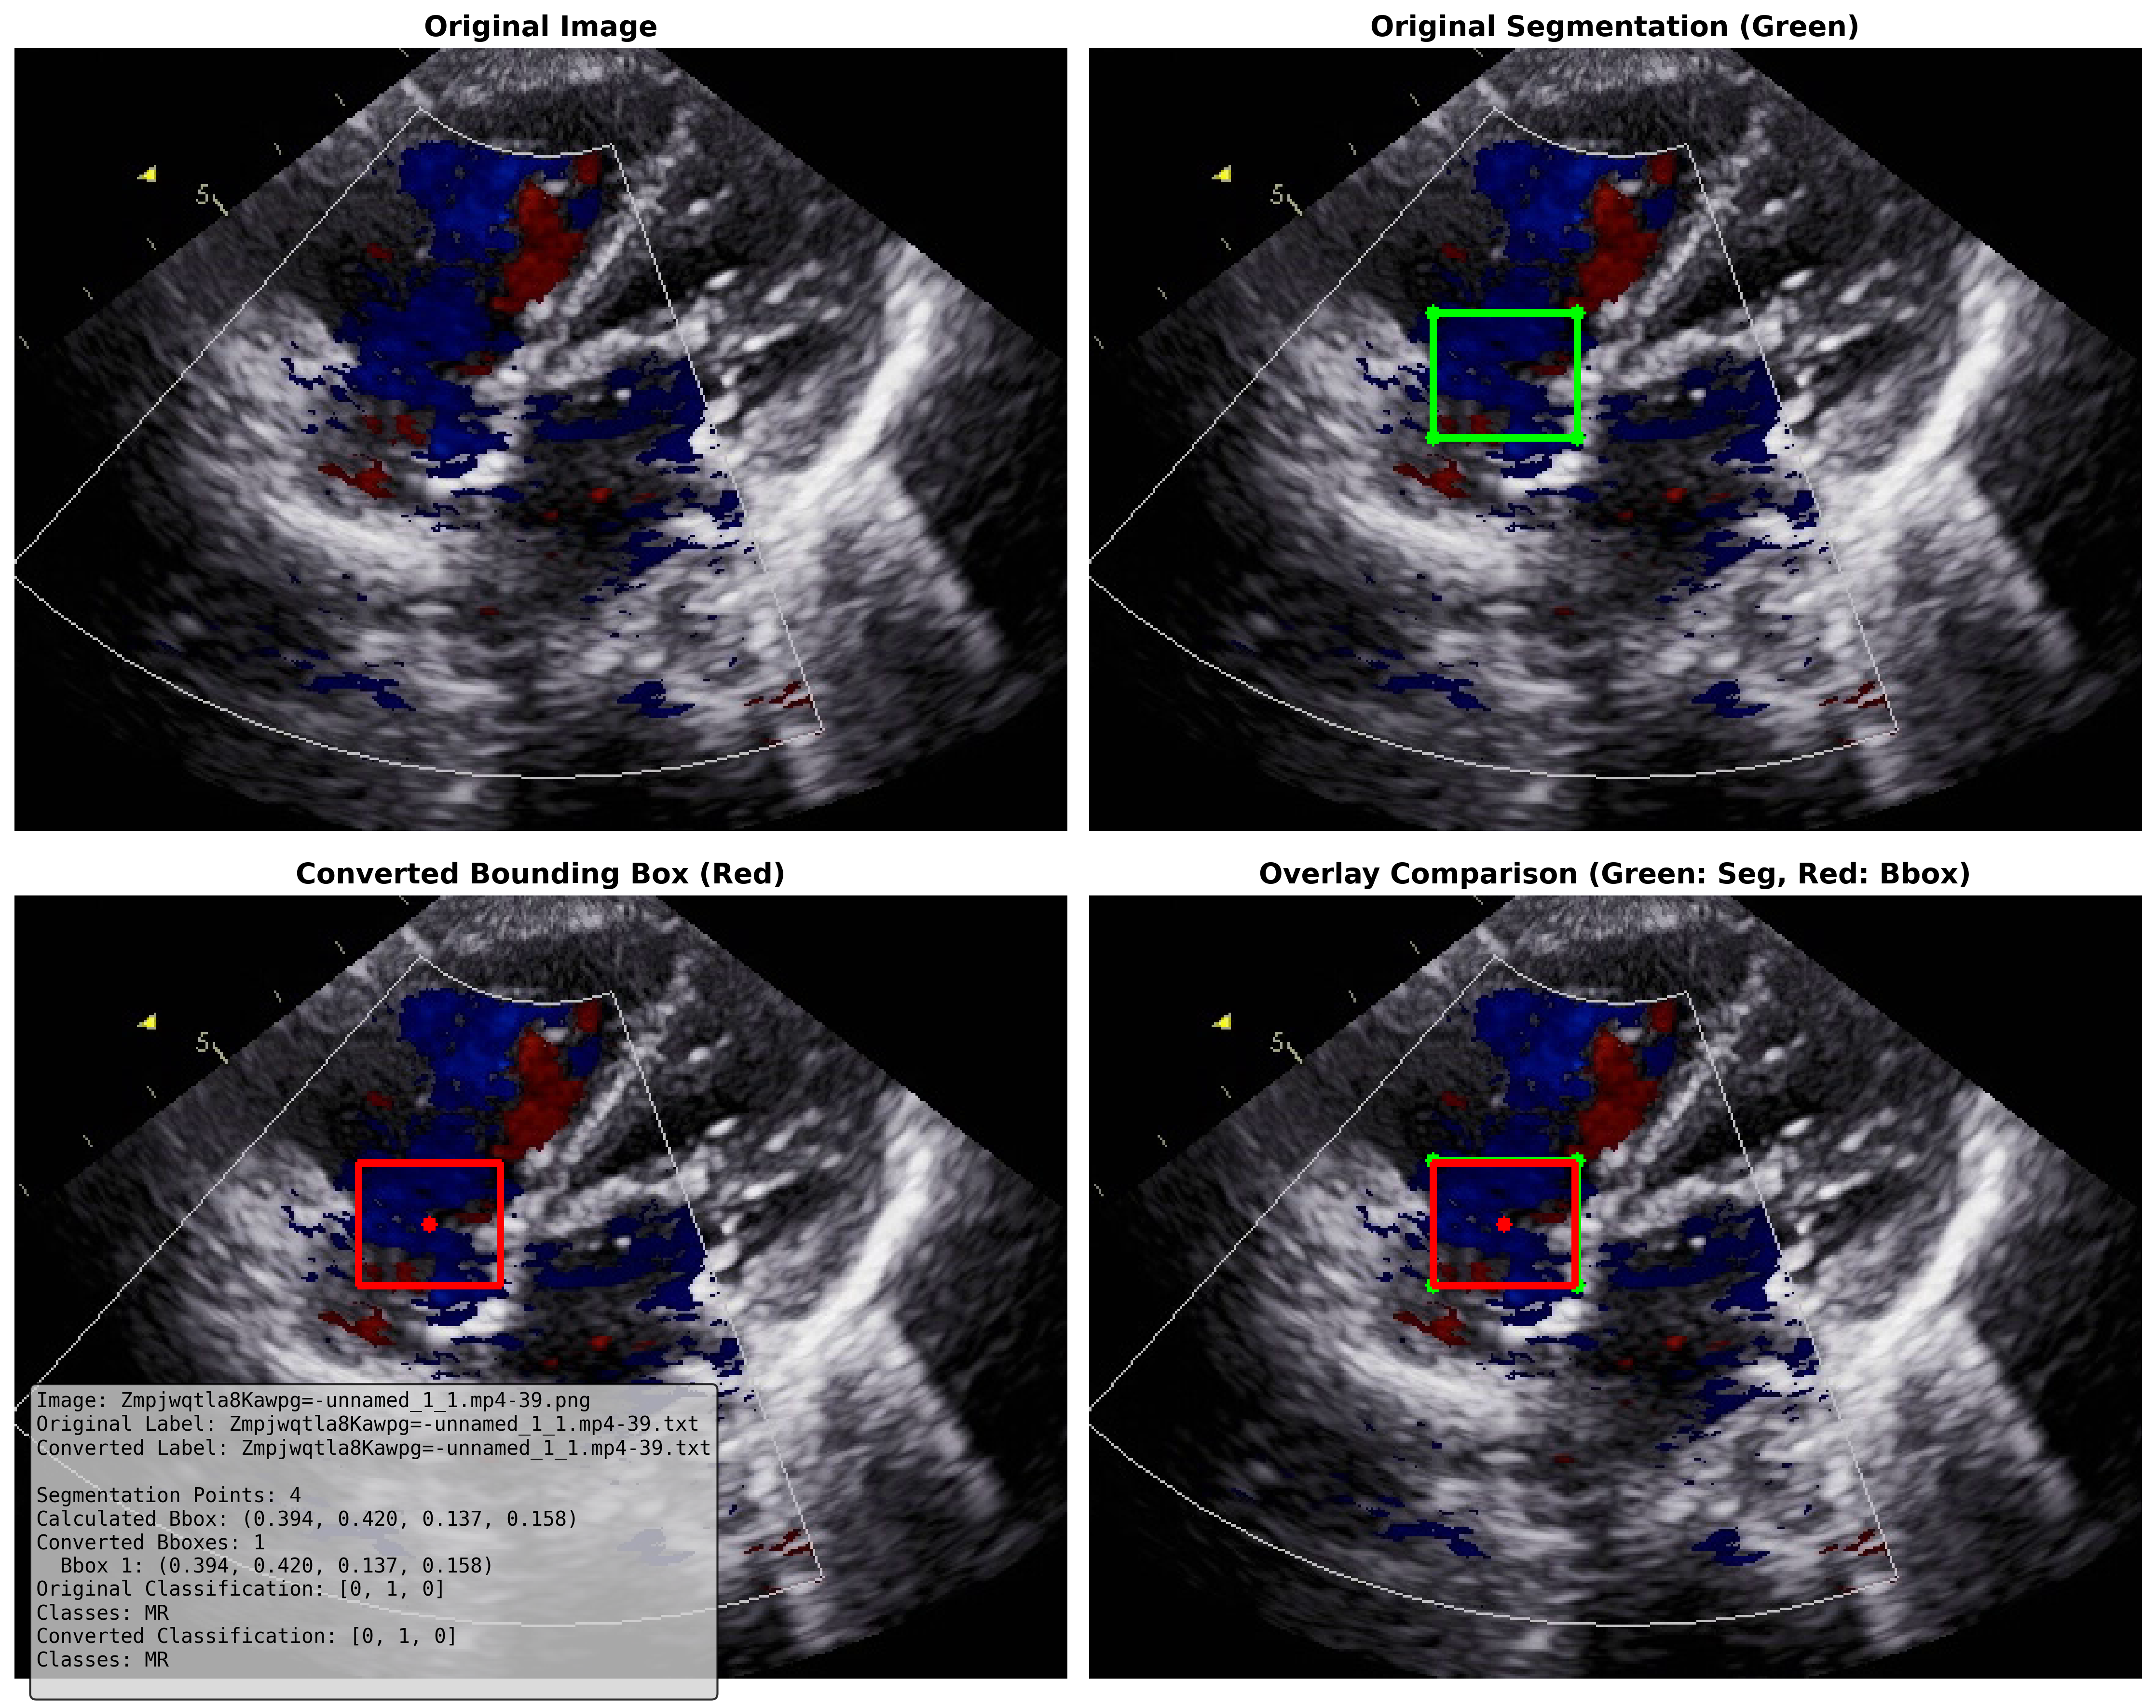 Original Image
Original Segmentation (Green)
5
5
Converted Bounding Box (Red)
Overlay Comparison (Green: Seg, Red: Bbox)
5
5
Image: Zmpjwqtla8Kawpg=-unnamed_1_1.mp4-39.png
Original Label: Zmpjwqtla8Kawpg=-unnamed_1_1.mp4-39.txt
Converted Label: Zmpjwqtla8Kawpg=-unnamed_1_1.mp4-39.txt
Segmentation Points: 4
Calculated Bbox: (0.394, 0.420, 0.137, 0.158)
Converted Bboxes: 1
Bbox 1: (0.394, 0.420, 0.137, 0.158)
Original Classification: [0, 1, 0]
Classes: MR
Converted Classification: [0, 1, 0]
Classes: MR